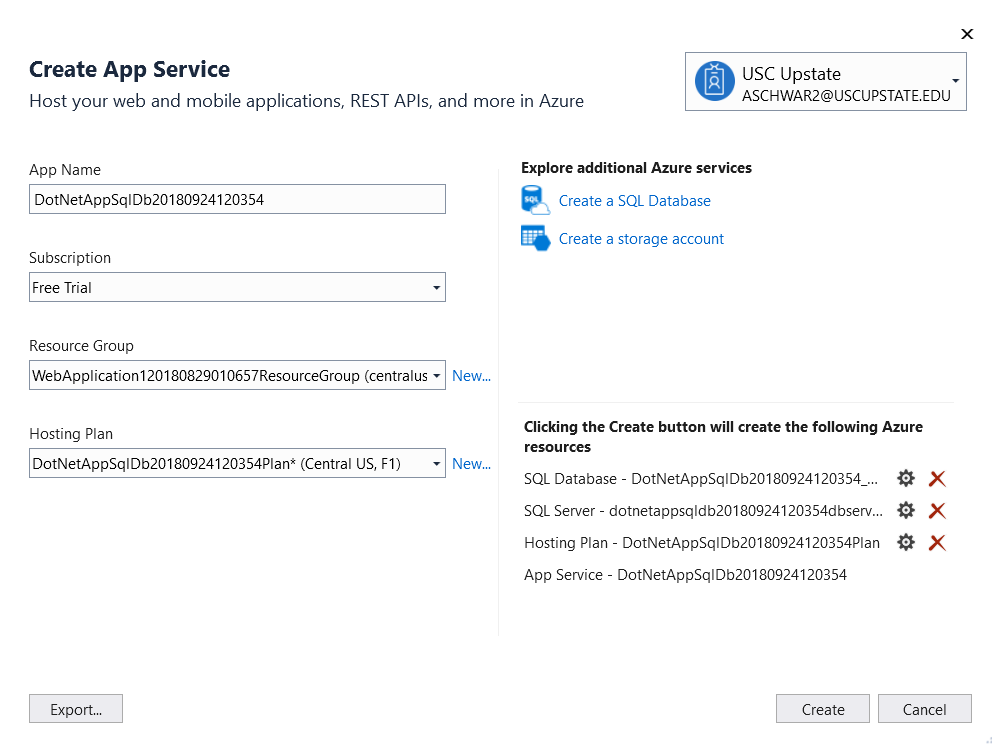 Create App Service
Host your web and mobile applications, REST APIs, and more in Azure
USC Upstate
ASCHWAR2@USCUPSTATE.EDU
App Name
DotNetAppSqlDb20180924120354
Subscription
Free Trial
Resource Group
WebApplication120180829010657ResourceGroup (centralus
New...
Hosting Plan
DotNetAppSqlDb20180924120354Plan* (Central US, F1)
New...
Explore additional Azure services
SQL
Create a SQL Database
Create a storage account
Clicking the Create button will create the following Azure
resources
SQL Database - DotNetAppSqlDb20180924120354_...
SQL Server - dotnetappsqldb20180924120354dbserv...
Hosting Plan - DotNetAppSqlDb20180924120354Plan
App Service - DotNetAppSqlDb20180924120354
Export...
Create
Cancel